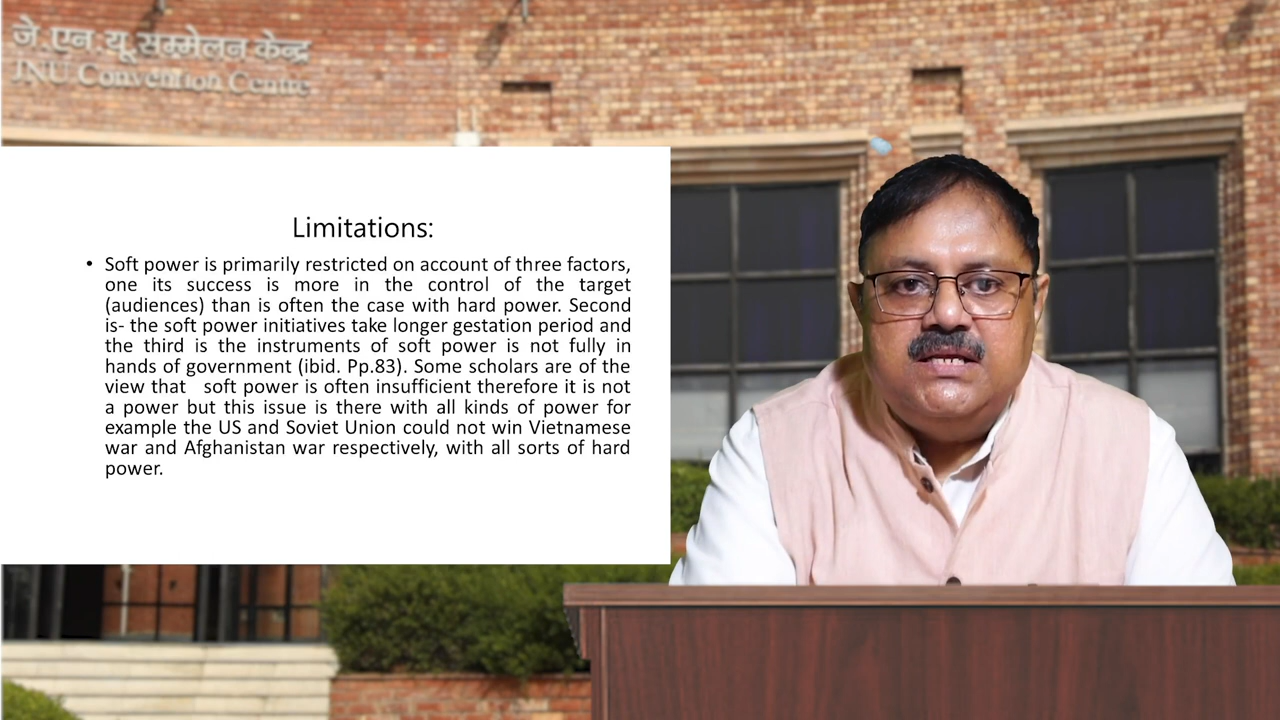 जे.एन.यू.सम्मेलन केन्द्र
JNU Convention Centre
Limitations:
• Soft power is primarily restricted on account of three factors,
one its success is more in the control of the target
(audiences) than is often the case with hard power. Second
is- the soft power initiatives take longer gestation period and
the third is the instruments of soft power is not fully in
hands of government (ibid. Pp.83). Some scholars are of the
view that soft power is often insufficient therefore it is not
a power but this issue is there with all kinds of power for
example the US and Soviet Union could not win Vietnamese
war and Afghanistan war respectively, with all sorts of hard
power.